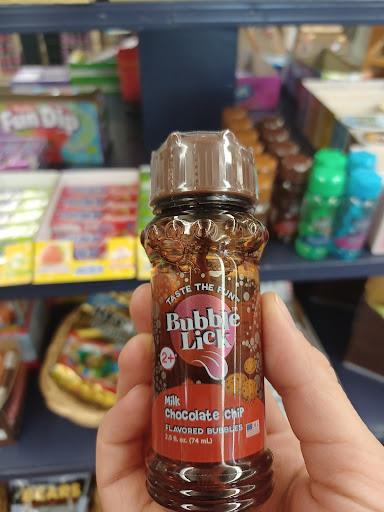 Fun Dip
TASTE THE FUN!
Bubble
Lick
2+
Milk
Chocolate Chip
FLAVORED BUBBLES
2.5 fl. oz. (74 mL)
BEARS